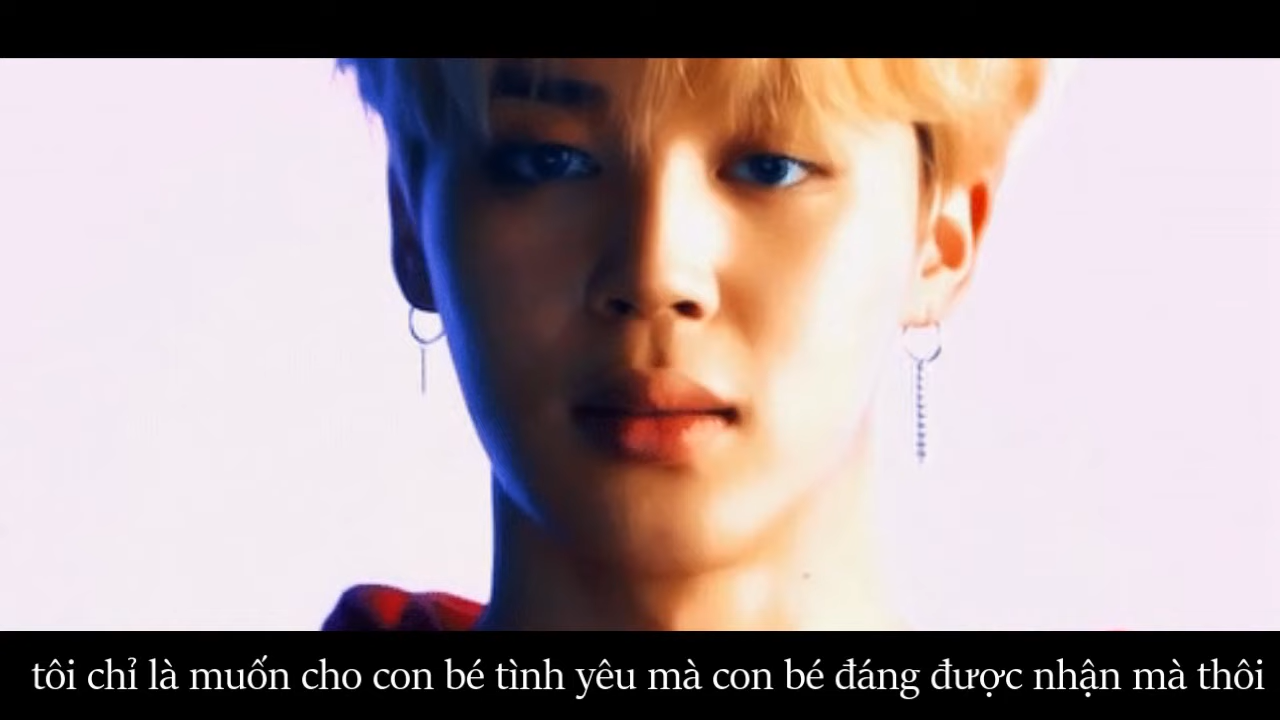 tôi chỉ là muốn cho con bé tình yêu mà con bé đáng được nhận mà thôi